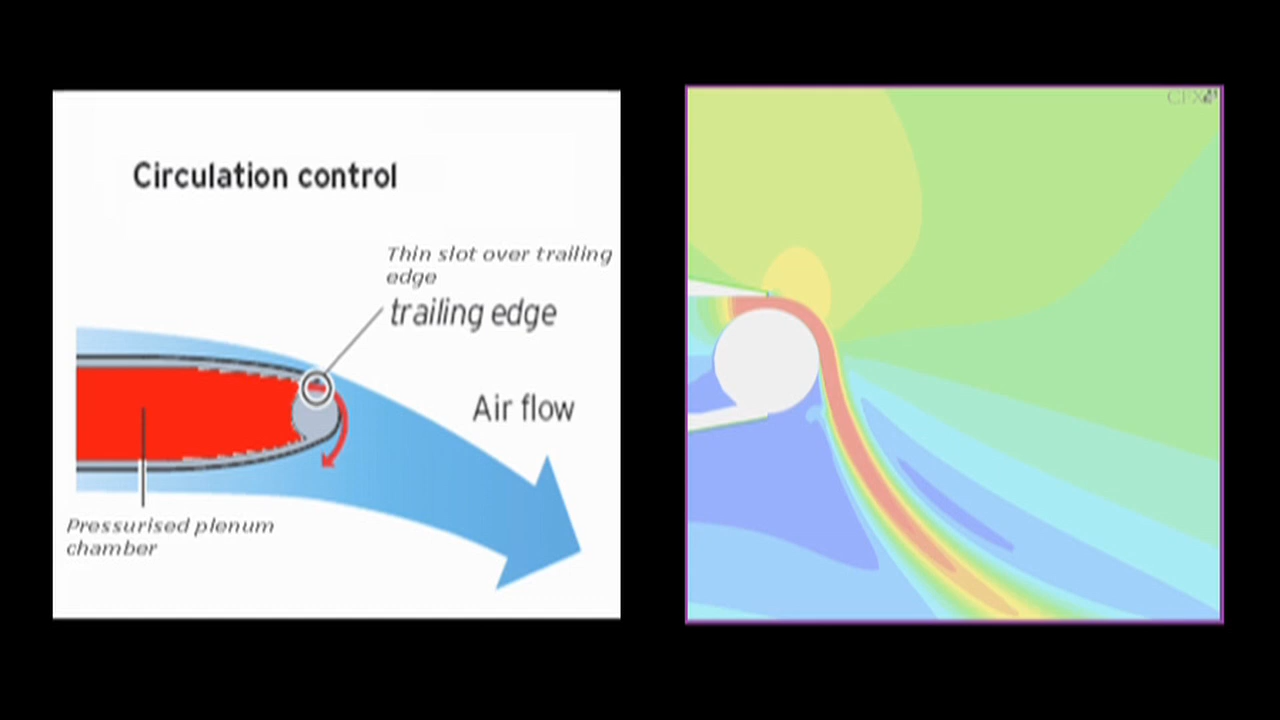 Circulation control
Thin slot over trailing
edge
trailing edge
Air flow
Pressurised plenum
chamber